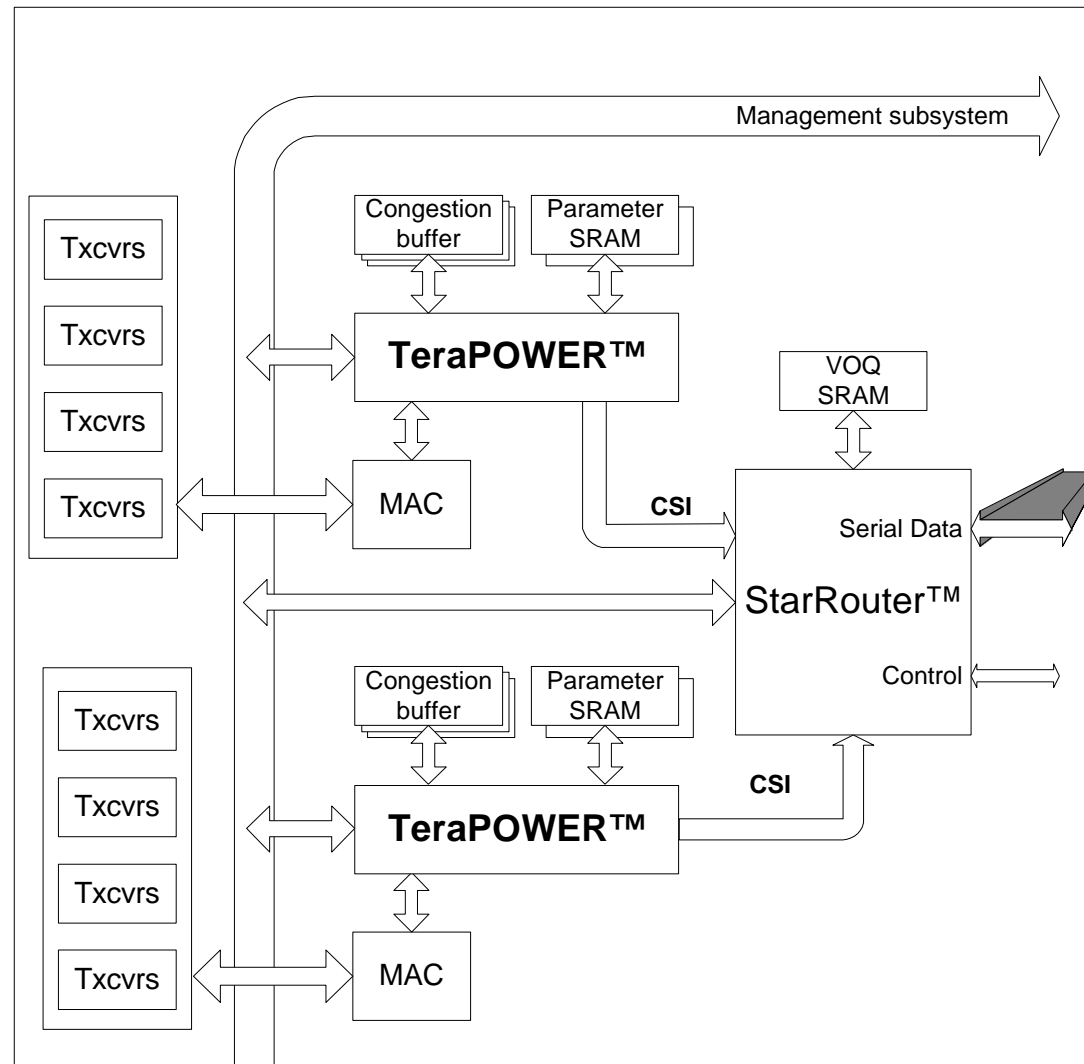 Management subsystem
Txcvrs
Txcvrs
Txcvrs
Txcvrs
Congestion
buffer
Parameter
SRAM
TeraPOWER™
MAC
CSI
VOQ
SRAM
Serial Data
StarRouter™
Control
Txcvrs
Txcvrs
Txcvrs
Txcvrs
Congestion
buffer
Parameter
SRAM
TeraPOWER™
CSI
MAC